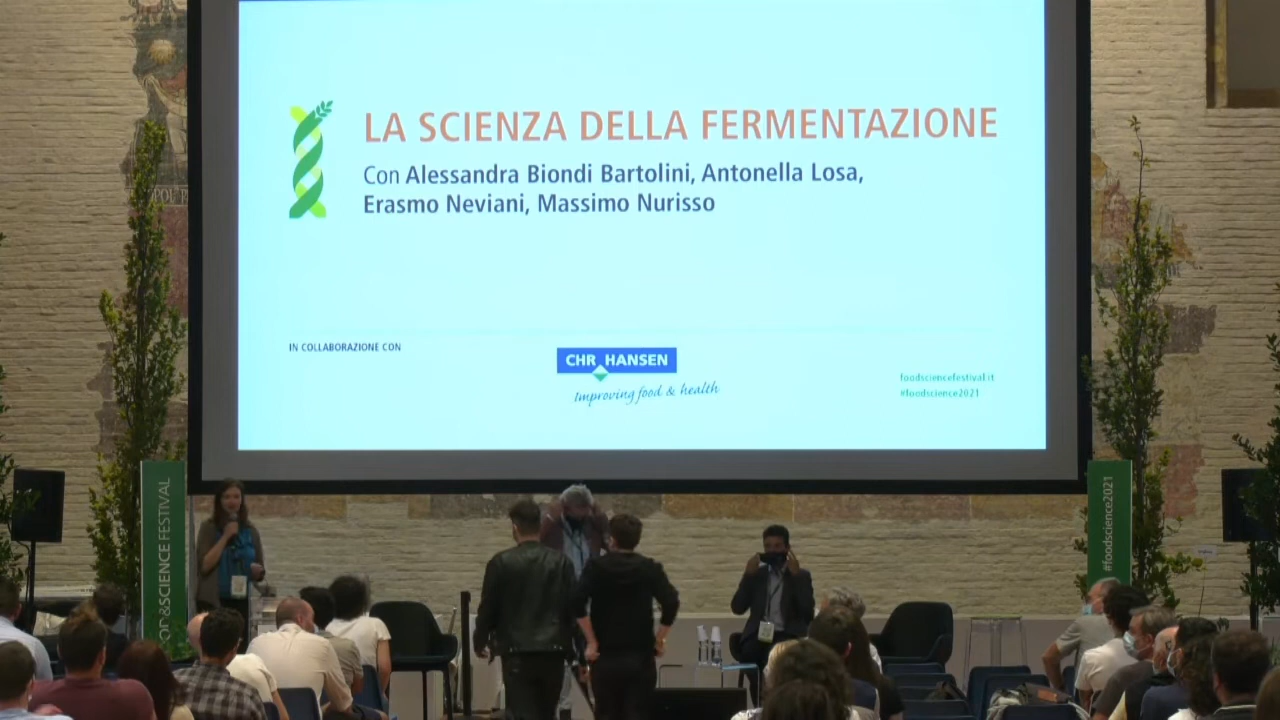 LA SCIENZA DELLA FERMENTAZIONE
Con Alessandra Biondi Bartolini, Antonella Losa,
Erasmo Neviani, Massimo Nurisso
IN COLLABORAZIONE CON
CHR HANSEN
Improving food & health
foodsciencefestival.it
#foodscience2021
&SCIENCE FESTIVAL
#foodscience2021